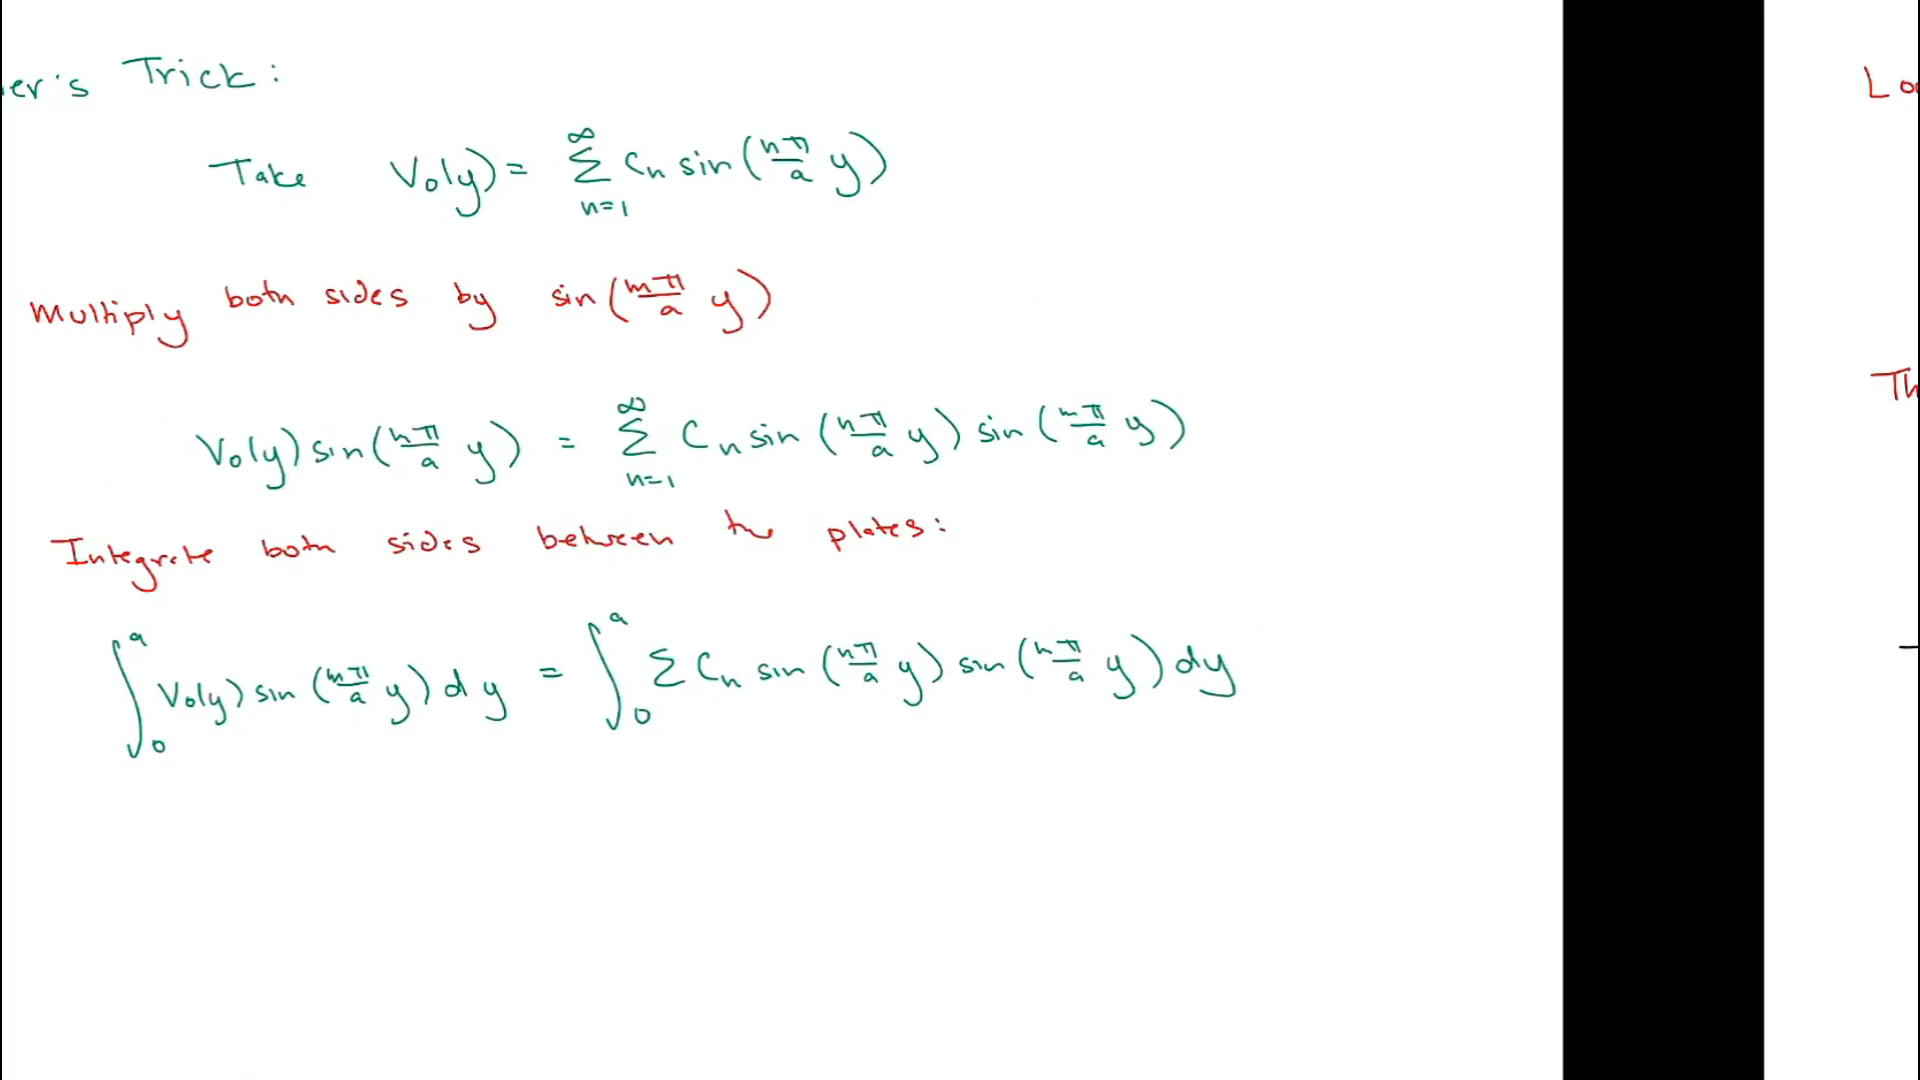 er's Trick:
Take V₀(y) = ∞ Σ n=1 Cn sin(nπ/a y)
Multiply both sides by sin(mπ/a y)
V₀(y) sin(nπ/a y) = ∞ Σ n=1 Cn sin(nπ/a y) sin(mπ/a y)
Integrate both sides between the plates:
∫₀ᵃ V₀(y) sin(mπ/a y) dy = ∫₀ᵃ Σ Cn sin(nπ/a y) sin(nπ/a y) dy
Lo
Th